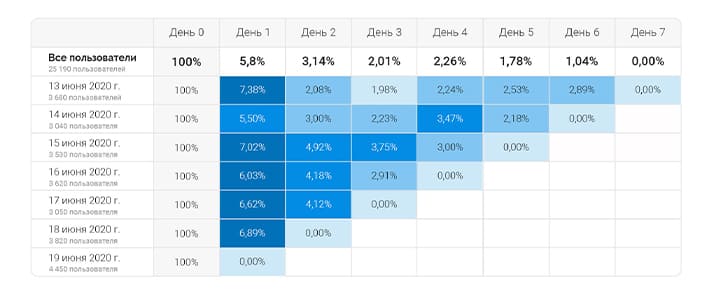 День 0 День 1 День 2 День 3 День 4 День 5 День 6 День 7
Все пользователи 100% 5,8% 3,14% 2,01% 2,26% 1,78% 1,04% 0,00%
25 190 пользователей
13 июня 2020 г. 100% 7,38% 2,08% 1,98% 2,24% 2,53% 2,89% 0,00%
3 680 пользователей
14 июня 2020 г. 100% 5,50% 3,00% 2,23% 3,47% 2,18% 0,00%
3 040 пользователя
15 июня 2020 г. 100% 7,02% 4,92% 3,75% 3,00% 0,00%
3 530 пользователя
16 июня 2020 г. 100% 6,03% 4,18% 2,91% 0,00%
3 620 пользователя
17 июня 2020 г. 100% 6,62% 4,12% 0,00%
3 050 пользователя
18 июня 2020 г. 100% 6,89% 0,00%
3 820 пользователя
19 июня 2020 г. 100% 0,00%
4 450 пользователя